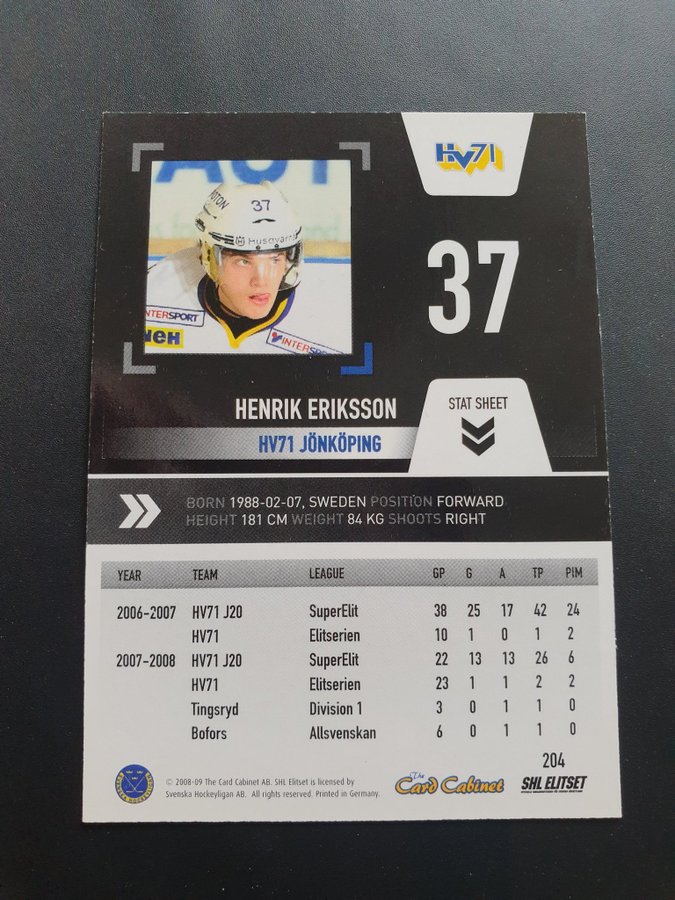 HV71
37
37
Husqvarna
INTERSPORT
INTERSP
HENRIK ERIKSSON
HV71 JÖNKÖPING
STAT SHEET
BORN 1988-02-07, SWEDEN POSITION FORWARD
HEIGHT 181 CM WEIGHT 84 KG SHOOTS RIGHT
YEAR TEAM LEAGUE GP G A TP PIM
2006-2007 HV71 J20 SuperElit 38 25 17 42 24
HV71 Elitserien 10 1 0 1 2
2007-2008 HV71 J20 SuperElit 22 13 13 26 6
HV71 Elitserien 23 1 1 2 2
Tingsryd Division 1 3 0 1 1 0
Bofors Allsvenskan 6 0 1 1 0
204
© 2008-09 The Card Cabinet AB. SHL Elitset is licensed by
Svenska Hockeyligan AB. All rights reserved. Printed in Germany.
The Card Cabinet
SHL ELITSET